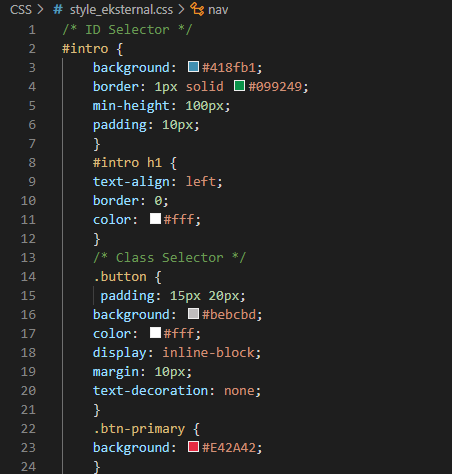 CSS > # style_eksternal.css > nav
1 /* ID Selector */
2 #intro {
3 background: #418fb1;
4 border: 1px solid #099249;
5 min-height: 100px;
6 padding: 10px;
7 }
8 #intro h1 {
9 text-align: left;
10 border: 0;
11 color: #fff;
12 }
13 /* Class Selector */
14 .button {
15 padding: 15px 20px;
16 background: #bebcbd;
17 color: #fff;
18 display: inline-block;
19 margin: 10px;
20 text-decoration: none;
21 }
22 .btn-primary {
23 background: #E42A42;
24 }